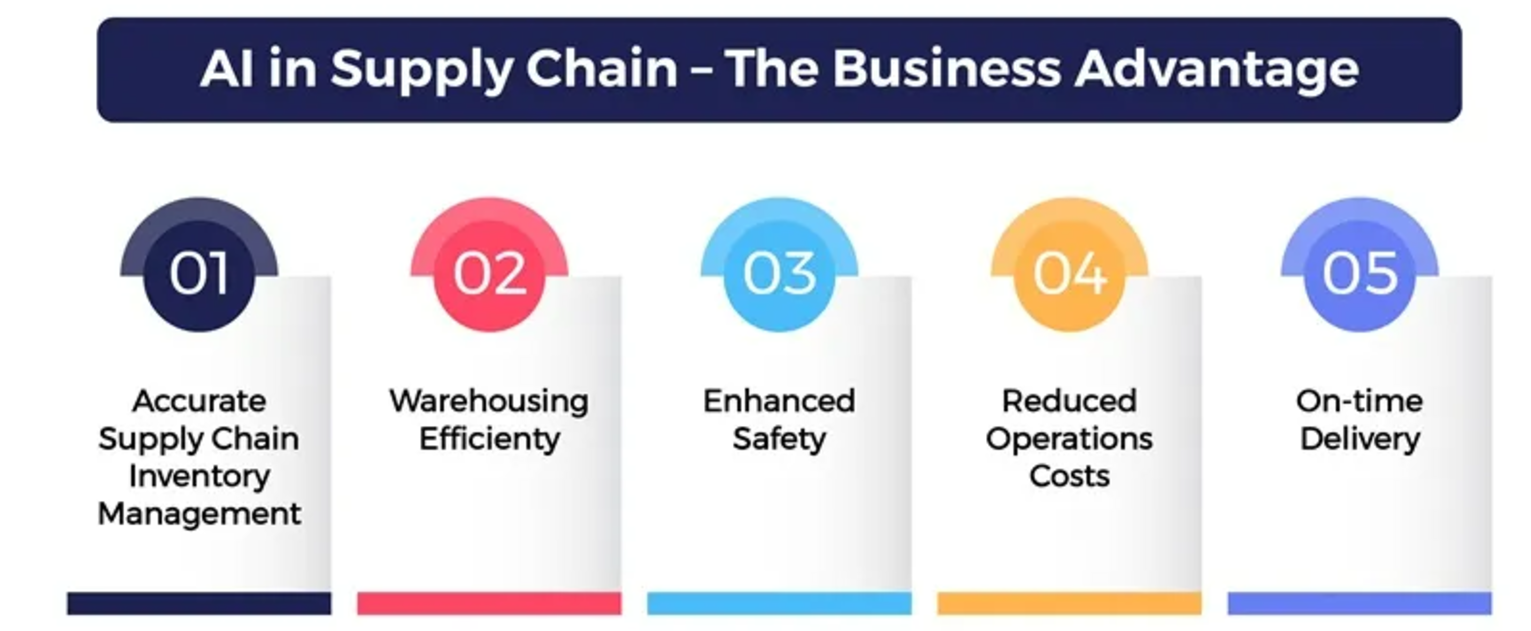 AI in Supply Chain – The Business Advantage
01
Accurate
Supply Chain
Inventory
Management
02
Warehousing
Efficienty
03
Enhanced
Safety
04
Reduced
Operations
Costs
05
On-time
Delivery